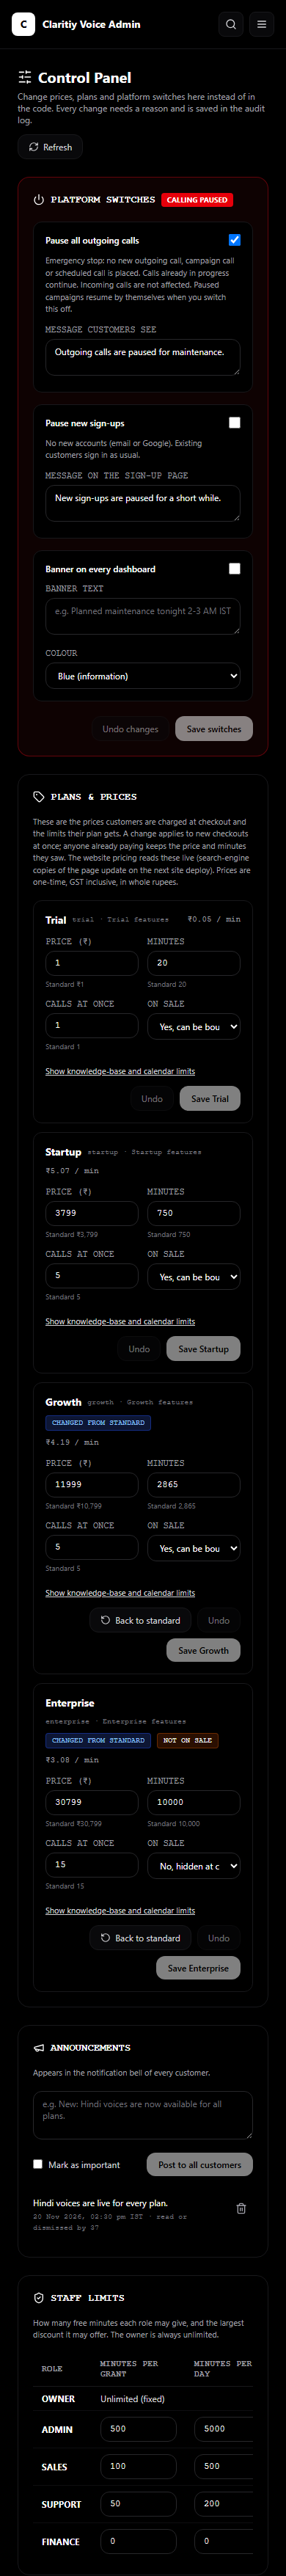 C Claritiy Voice Admin
Control Panel
Change prices, plans and platform switches here instead of in
the code. Every change needs a reason and is saved in the audit
log.
Refresh
PLATFORM SWITCHES CALLING PAUSED
Pause all outgoing calls
Emergency stop: no new outgoing call, campaign call
or scheduled call is placed. Calls already in progress
continue. Incoming calls are not affected. Paused
campaigns resume by themselves when you switch
this off.
MESSAGE CUSTOMERS SEE
Outgoing calls are paused for maintenance.
Pause new sign-ups
No new accounts (email or Google). Existing
customers sign in as usual.
MESSAGE ON THE SIGN-UP PAGE
New sign-ups are paused for a short while.
Banner on every dashboard
BANNER TEXT
e.g. Planned maintenance tonight 2-3 AM IST
COLOUR
Blue (information)
Undo changes Save switches
PLANS & PRICES
These are the prices customers are charged at checkout and
the limits their plan gets. A change applies to new checkouts
at once; anyone already paying keeps the price and minutes
they saw. The website pricing reads these live (search-engine
copies of the page update on the next site deploy). Prices are
one-time, GST inclusive, in whole rupees.
Trial trial · Trial features ₹0.05 / min
PRICE (₹) MINUTES
1 20
Standard ₹1 Standard 20
CALLS AT ONCE ON SALE
1 Yes, can be bou
Standard 1
Show knowledge-base and calendar limits
Undo Save Trial
Startup startup · Startup features
₹5.07 / min
PRICE (₹) MINUTES
3799 750
Standard ₹3,799 Standard 750
CALLS AT ONCE ON SALE
5 Yes, can be bou
Standard 5
Show knowledge-base and calendar limits
Undo Save Startup
Growth growth · Growth features
CHANGED FROM STANDARD
₹4.19 / min
PRICE (₹) MINUTES
11999 2865
Standard ₹10,799 Standard 2,865
CALLS AT ONCE ON SALE
5 Yes, can be bou
Standard 5
Show knowledge-base and calendar limits
Back to standard Undo
Save Growth
Enterprise
enterprise · Enterprise features
CHANGED FROM STANDARD NOT ON SALE
₹3.08 / min
PRICE (₹) MINUTES
30799 10000
Standard ₹30,799 Standard 10,000
CALLS AT ONCE ON SALE
15 No, hidden at c
Standard 15
Show knowledge-base and calendar limits
Back to standard Undo
Save Enterprise
ANNOUNCEMENTS
Appears in the notification bell of every customer.
e.g. New: Hindi voices are now available for all
plans.
Mark as important Post to all customers
Hindi voices are live for every plan.
20 Nov 2026, 02:30 pm IST · read or
dismissed by 37
STAFF LIMITS
How many free minutes each role may give, and the largest
discount it may offer. The owner is always unlimited.
ROLE MINUTES PER GRANT MINUTES PER DAY
OWNER Unlimited (fixed)
ADMIN 500 5000
SALES 100 500
SUPPORT 50 200
FINANCE 0 0